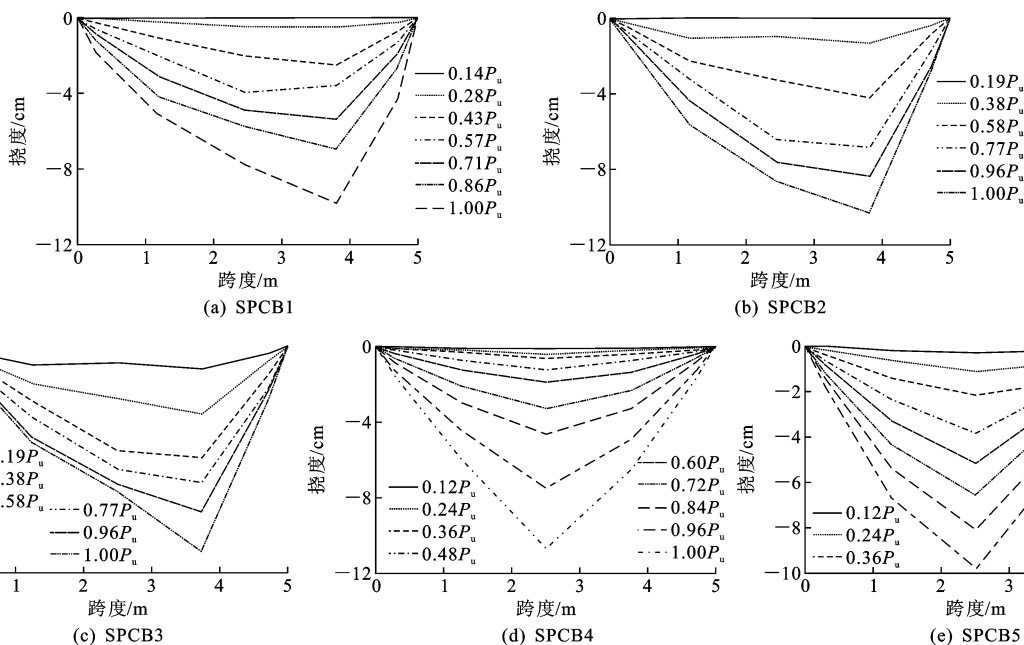 0
−4
−8
−12
挠度/cm
0 1 2 3 4 5
跨度/m
0.14Pu
0.28Pu
0.43Pu
0.57Pu
0.71Pu
0.86Pu
1.00Pu
(a) SPCB1
0
−4
−8
−12
挠度/cm
0 1 2 3 4 5
跨度/m
0.19Pu
0.38Pu
0.58Pu
0.77Pu
0.96Pu
1.00Pu
(b) SPCB2
.19Pu
.38Pu
.58Pu
0.77Pu
0.96Pu
1.00Pu
1 2 3 4 5
跨度/m
(c) SPCB3
0
−4
−8
−12
挠度/cm
0.12Pu
0.24Pu
0.36Pu
0.48Pu
0.60Pu
0.72Pu
0.84Pu
0.96Pu
1.00Pu
0 1 2 3 4 5
跨度/m
(d) SPCB4
0
−2
−4
−6
−8
−10
挠度/cm
0.12Pu
0.24Pu
0.36Pu
0 1 2 3
跨度/m
(e) SPCB5